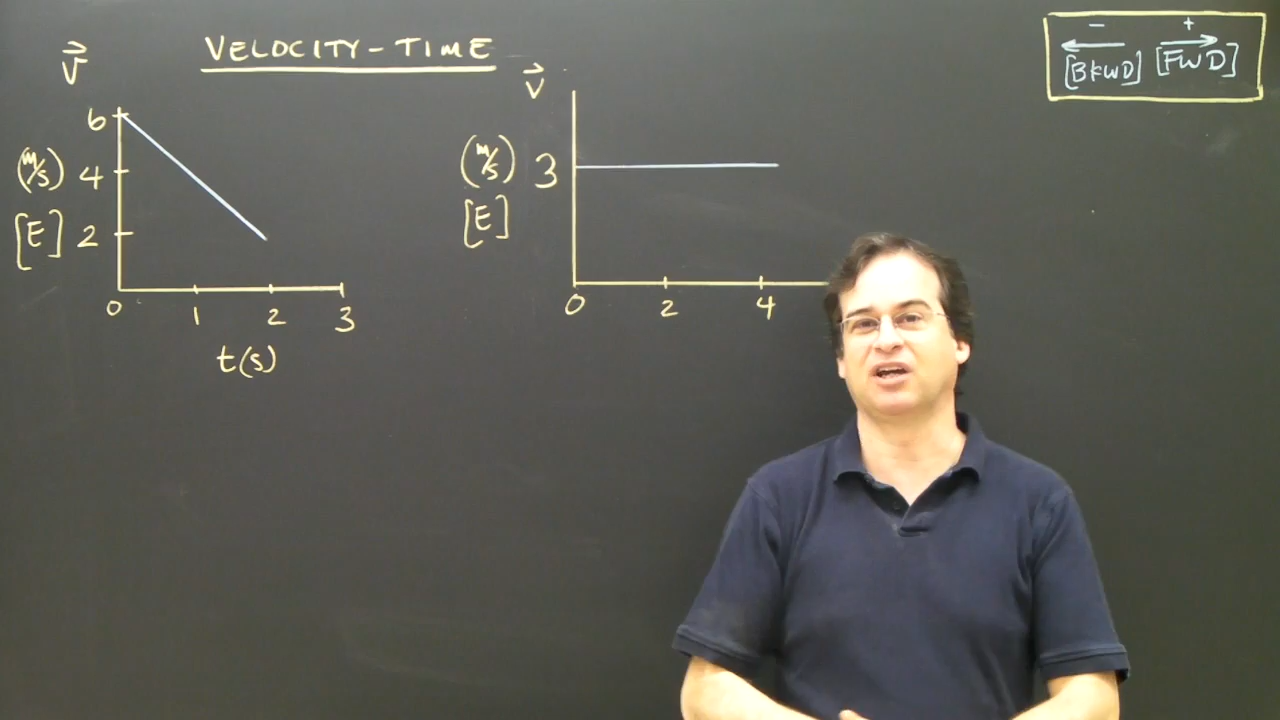 VELOCITY-TIME
v
6
(m/s) 4
[E] 2
0 1 2 3
t(s)
v
(m/s) 3
[E]
0 2 4
- +
[BKWD] [FWD]